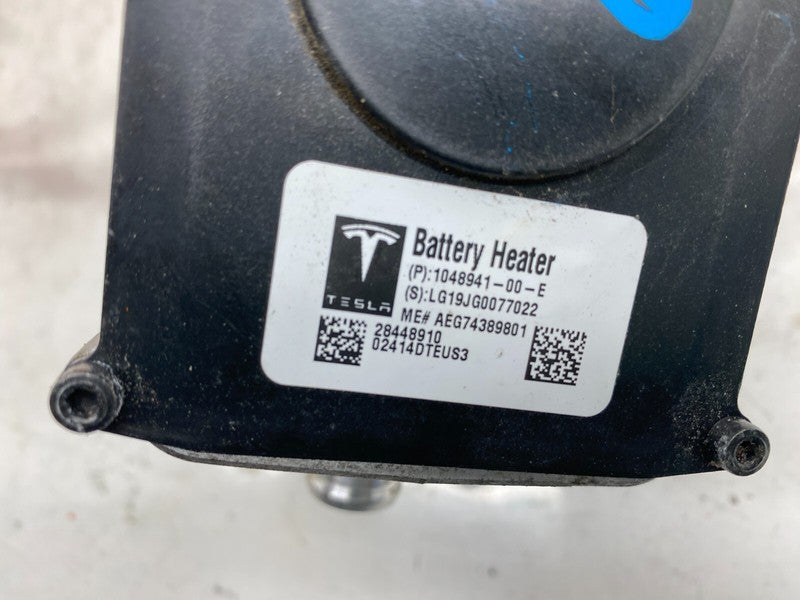 TESLA
Battery Heater
(P):1048941-00-E
(S):LG19JG0077022
ME# AEG74389801
28448910
02414DTEUS3